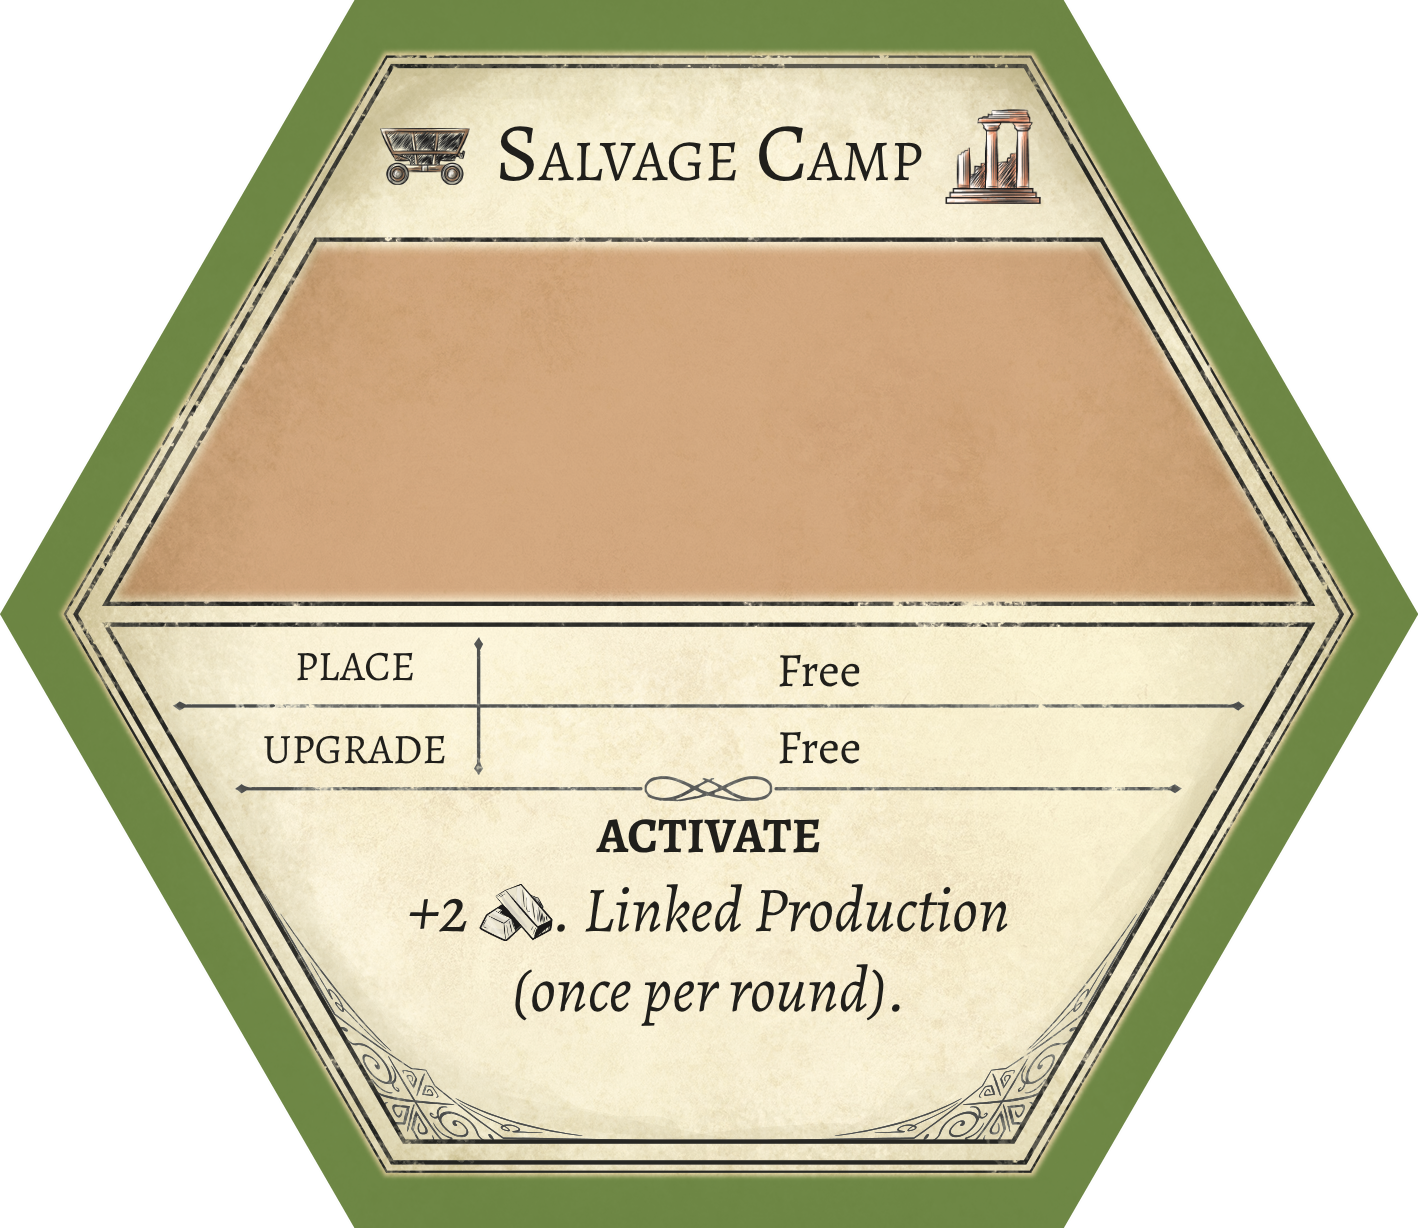 Salvage Camp
PLACE Free
UPGRADE Free
ACTIVATE
+2 . Linked Production
(once per round).